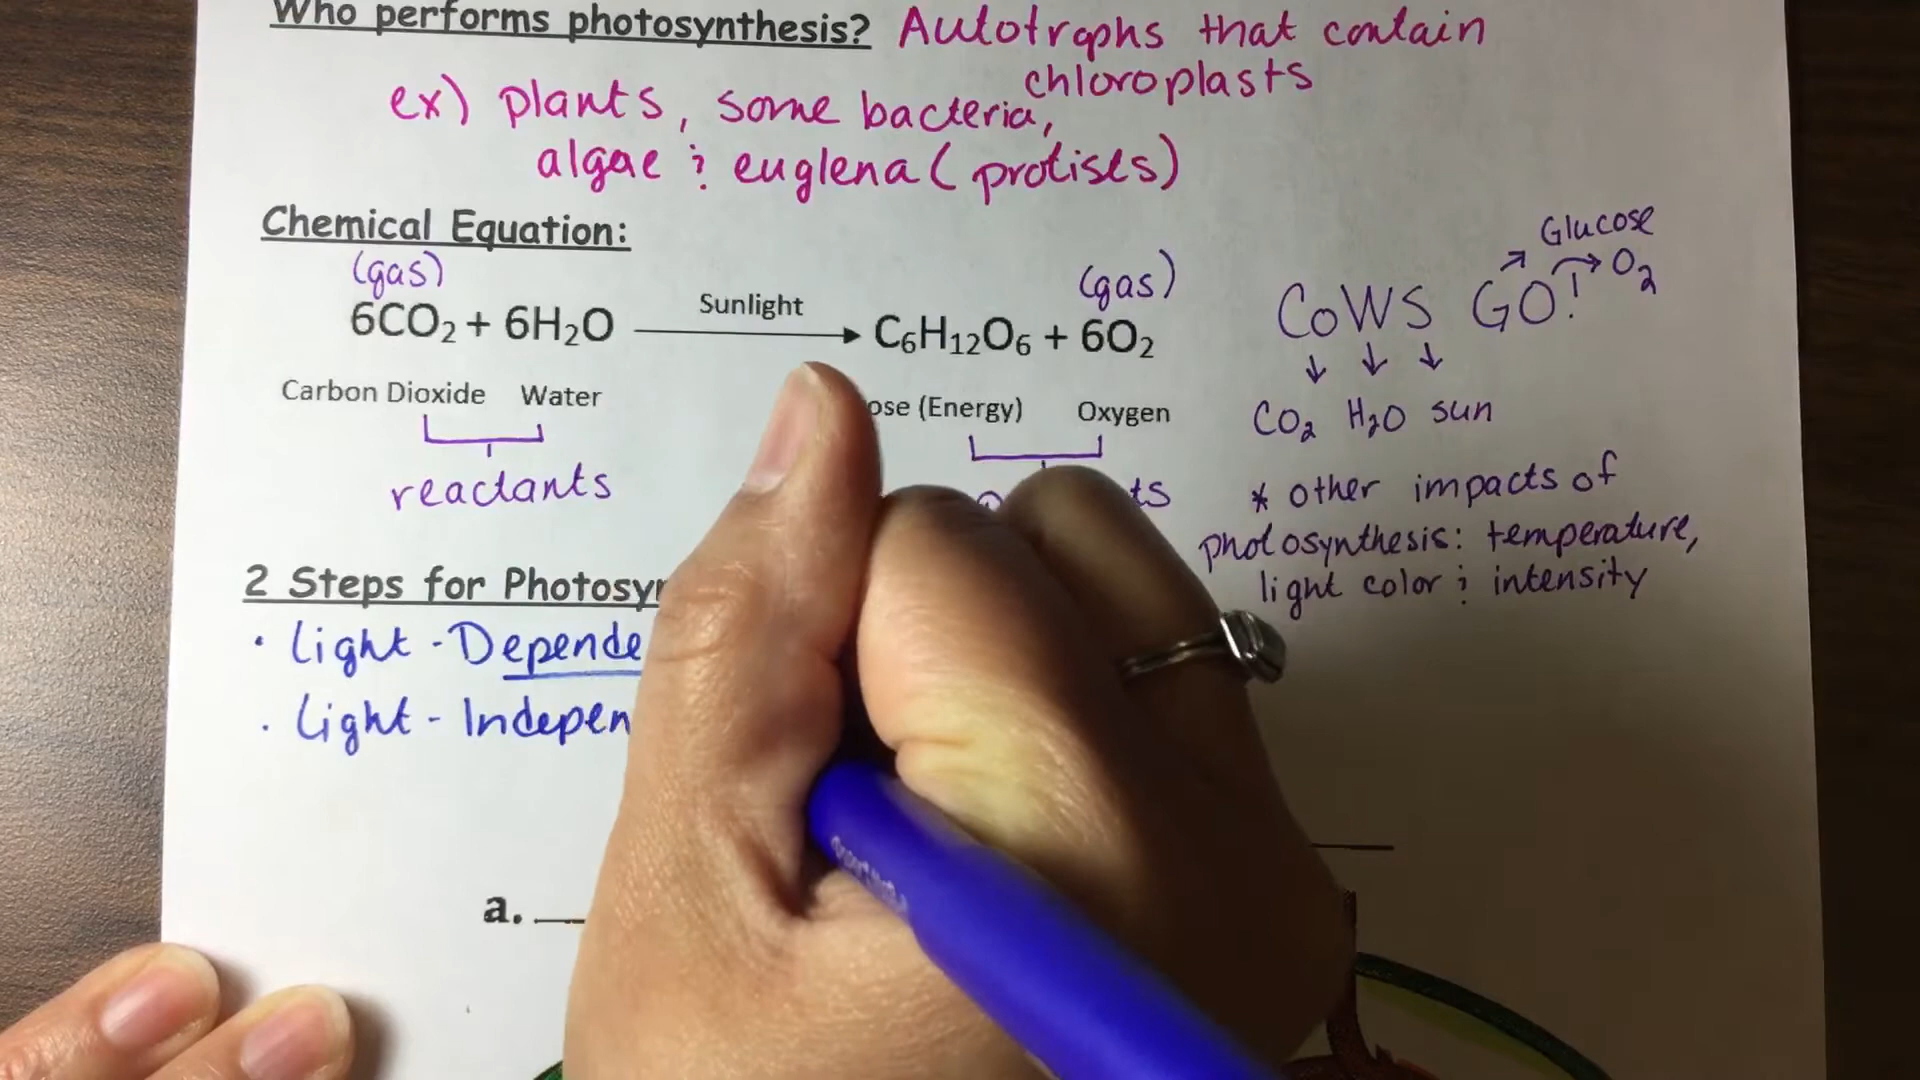 Who performs photosynthesis? Autotrophs that contain
chloroplasts
ex) plants, some bacteria,
algae & euglena (protists)
Chemical Equation:
(gas)
(gas)
6CO₂ + 6H₂O
Sunlight
C₆H₁₂O₆ + 6O₂
Carbon Dioxide Water
ose (Energy) Oxygen
reactants
ts
Glucose
CoWS GO! O₂
CO₂ H₂O sun
* other impacts of
photosynthesis: temperature,
light color & intensity
2 Steps for Photosyn
· Light - Depende
· Light - Indepen
a.